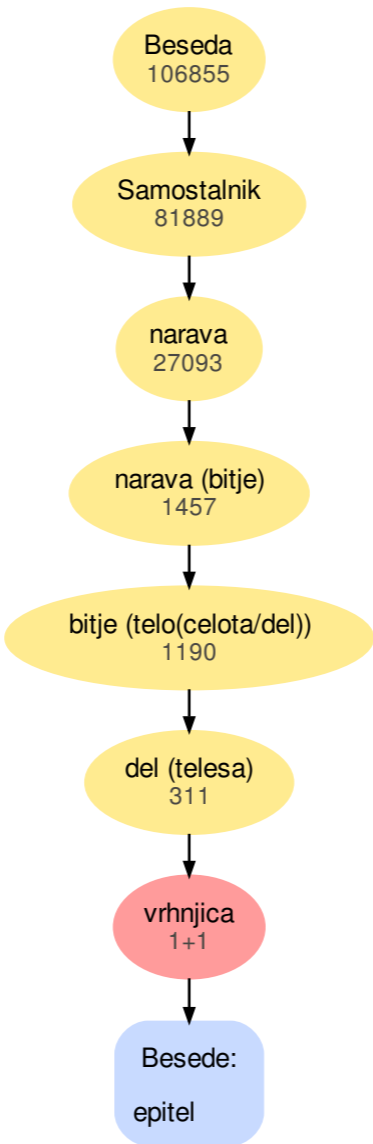 Beseda
106855
Samostalnik
81889
narava
27093
narava (bitje)
1457
bitje (telo(celota/del))
1190
del (telesa)
311
vrhnjica
1+1
Besede:
epitel